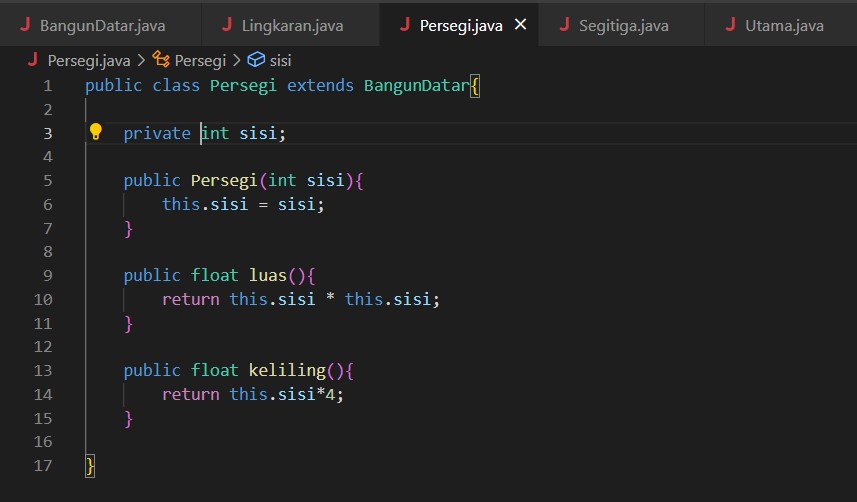 J BangunDatar.java J Lingkaran.java J Persegi.java × J Segitiga.java J Utama.java
J Persegi.java > Persegi > sisi
1 public class Persegi extends BangunDatar{
2
3 private int sisi;
4
5 public Persegi(int sisi){
6 this.sisi = sisi;
7 }
8
9 public float luas(){
10 return this.sisi * this.sisi;
11 }
12
13 public float keliling(){
14 return this.sisi*4;
15 }
16
17 }